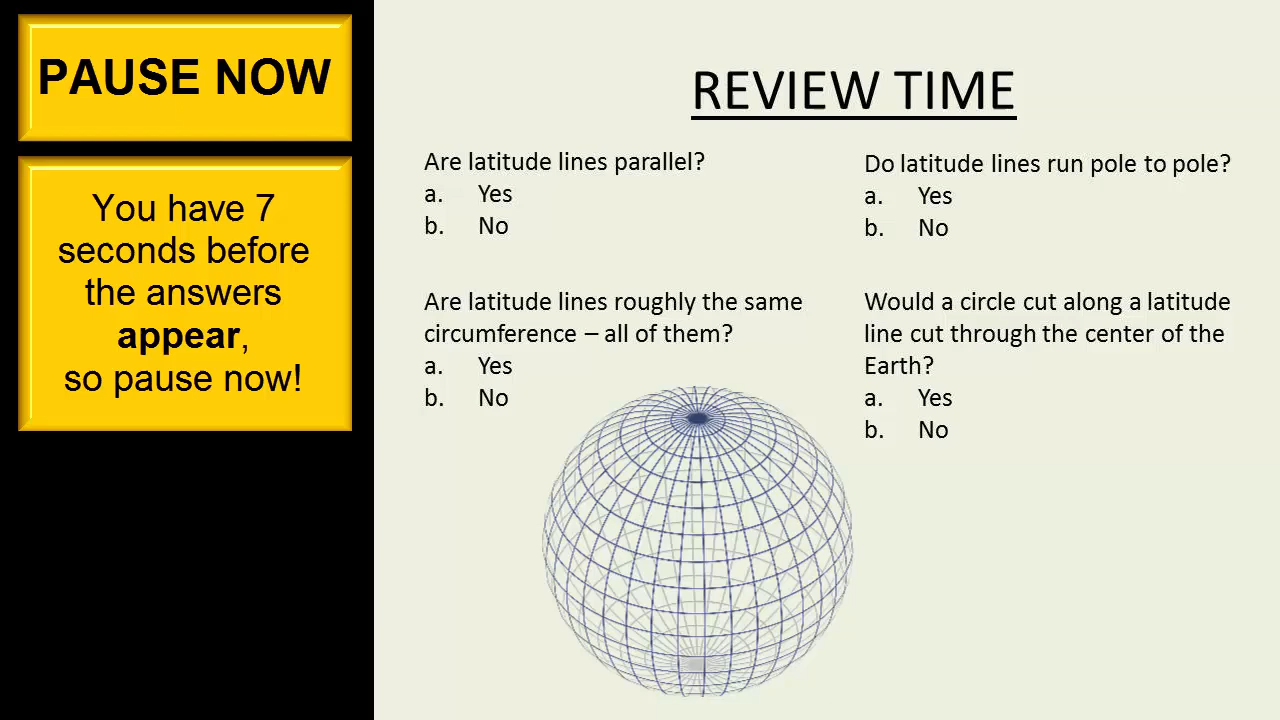 PAUSE NOW
You have 7
seconds before
the answers
appear,
so pause now!
REVIEW TIME
Are latitude lines parallel?
a. Yes
b. No
Are latitude lines roughly the same
circumference – all of them?
a. Yes
b. No
Do latitude lines run pole to pole?
a. Yes
b. No
Would a circle cut along a latitude
line cut through the center of the
Earth?
a. Yes
b. No